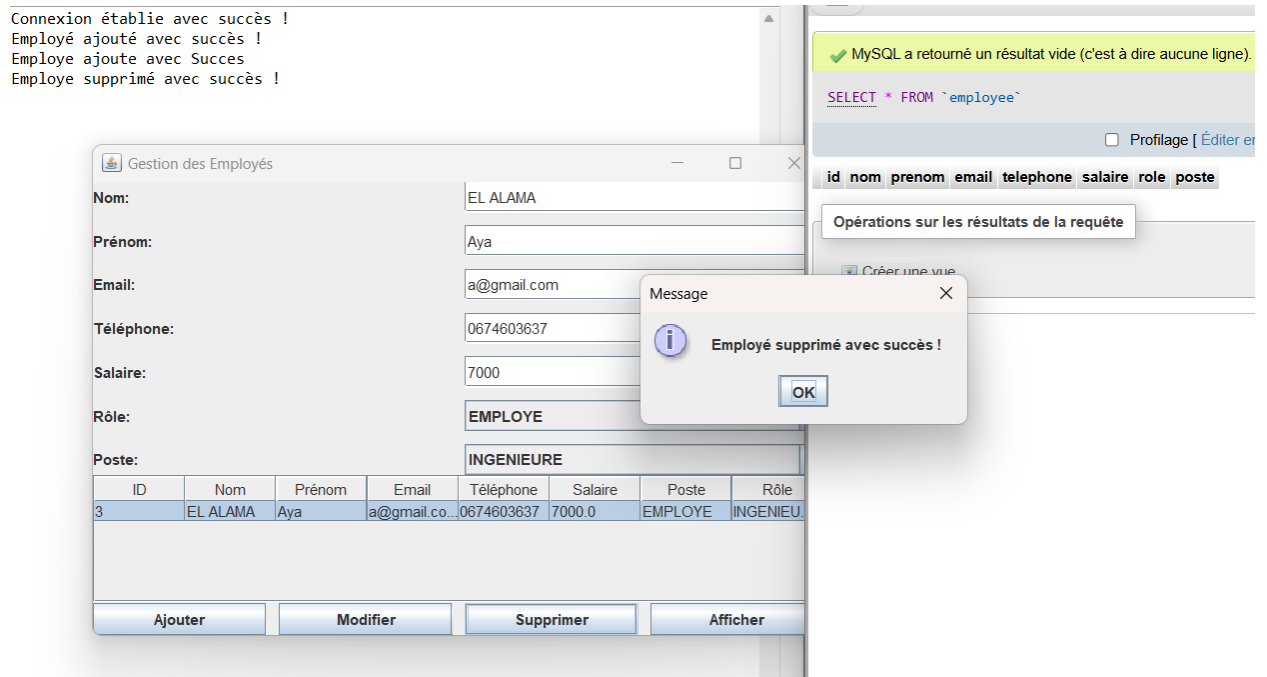 Connexion établie avec succès !
Employé ajouté avec succès !
Employe ajoute avec Succes
Employe supprimé avec succès !
MySQL a retourné un résultat vide (c'est à dire aucune ligne).
SELECT * FROM `employee`
Profilage [ Éditer en
id nom prenom email telephone salaire role poste
Opérations sur les résultats de la requête
Créer une vue
Gestion des Employés
Nom: EL ALAMA
Prénom: Aya
Email: a@gmail.com
Téléphone: 0674603637
Salaire: 7000
Rôle: EMPLOYE
Poste: INGENIEURE
ID Nom Prénom Email Téléphone Salaire Poste Rôle
3 EL ALAMA Aya a@gmail.co... 0674603637 7000.0 EMPLOYE INGENIEU.
Ajouter Modifier Supprimer Afficher
Message
Employé supprimé avec succès !
OK